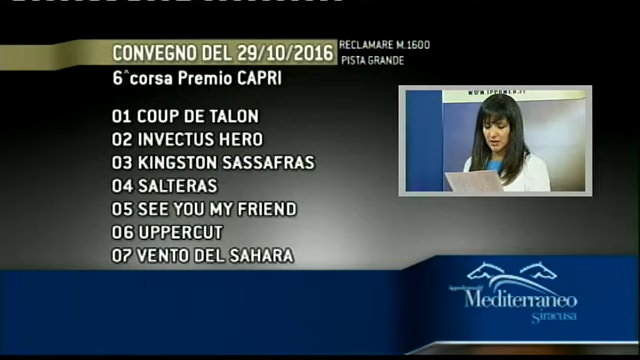 CONVEGNO DEL 29/10/2016
RECLAMARE M.1600
PISTA GRANDE
6^corsa Premio CAPRI
01 COUP DE TALON
02 INVECTUS HERO
03 KINGSTON SASSAFRAS
04 SALTERAS
05 SEE YOU MY FRIEND
06 UPPERCUT
07 VENTO DEL SAHARA
Mediterraneo
Siracusa